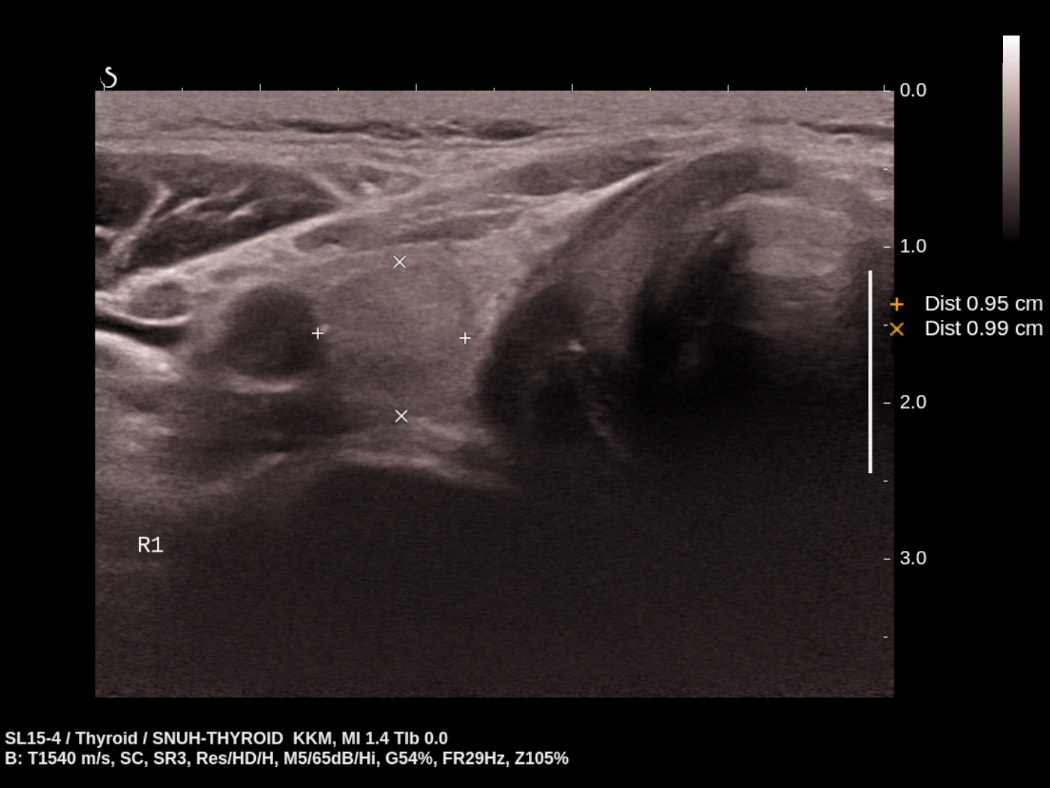 0.0
1.0
+ Dist 0.95 cm
× Dist 0.99 cm
2.0
R1
3.0
SL15-4 / Thyroid / SNUH-THYROID KKM, MI 1.4 TIb 0.0
B: T1540 m/s, SC, SR3, Res/HD/H, M5/65dB/Hi, G54%, FR29Hz, Z105%